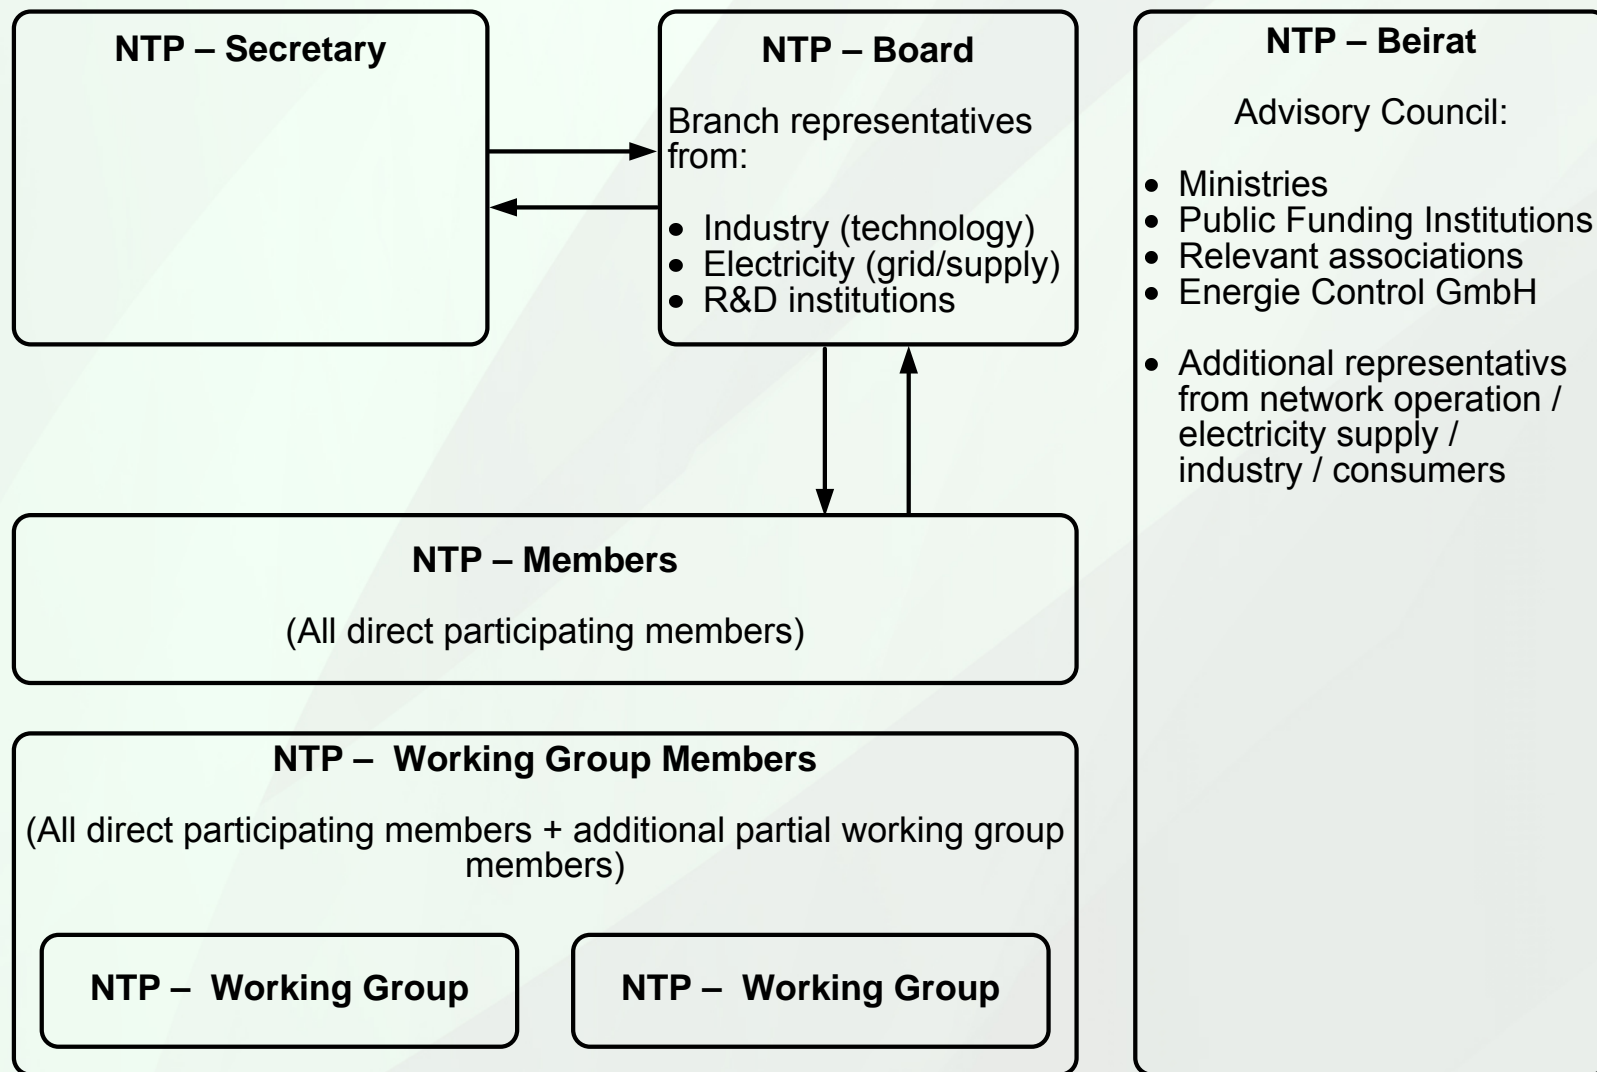 NTP – Secretary
NTP – Board
Branch representatives
from:
• Industry (technology)
• Electricity (grid/supply)
• R&D institutions
NTP – Beirat
Advisory Council:
• Ministries
• Public Funding Institutions
• Relevant associations
• Energie Control GmbH
• Additional representativs
from network operation /
electricity supply /
industry / consumers
NTP – Members
(All direct participating members)
NTP –  Working Group Members
(All direct participating members + additional partial working group
members)
NTP –  Working Group
NTP –  Working Group